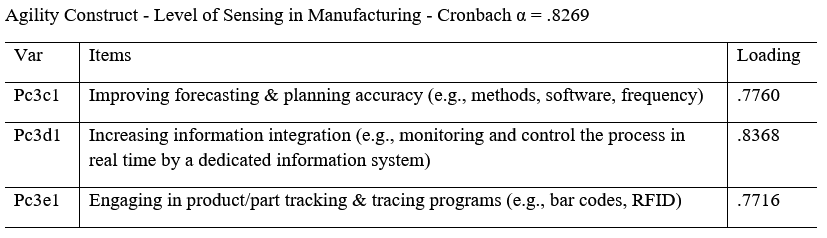 Agility Construct - Level of Sensing in Manufacturing - Cronbach α = .8269
Var Items Loading
Pc3c1 Improving forecasting & planning accuracy (e.g., methods, software, frequency) .7760
Pc3d1 Increasing information integration (e.g., monitoring and control the process in .8368
real time by a dedicated information system)
Pc3e1 Engaging in product/part tracking & tracing programs (e.g., bar codes, RFID) .7716